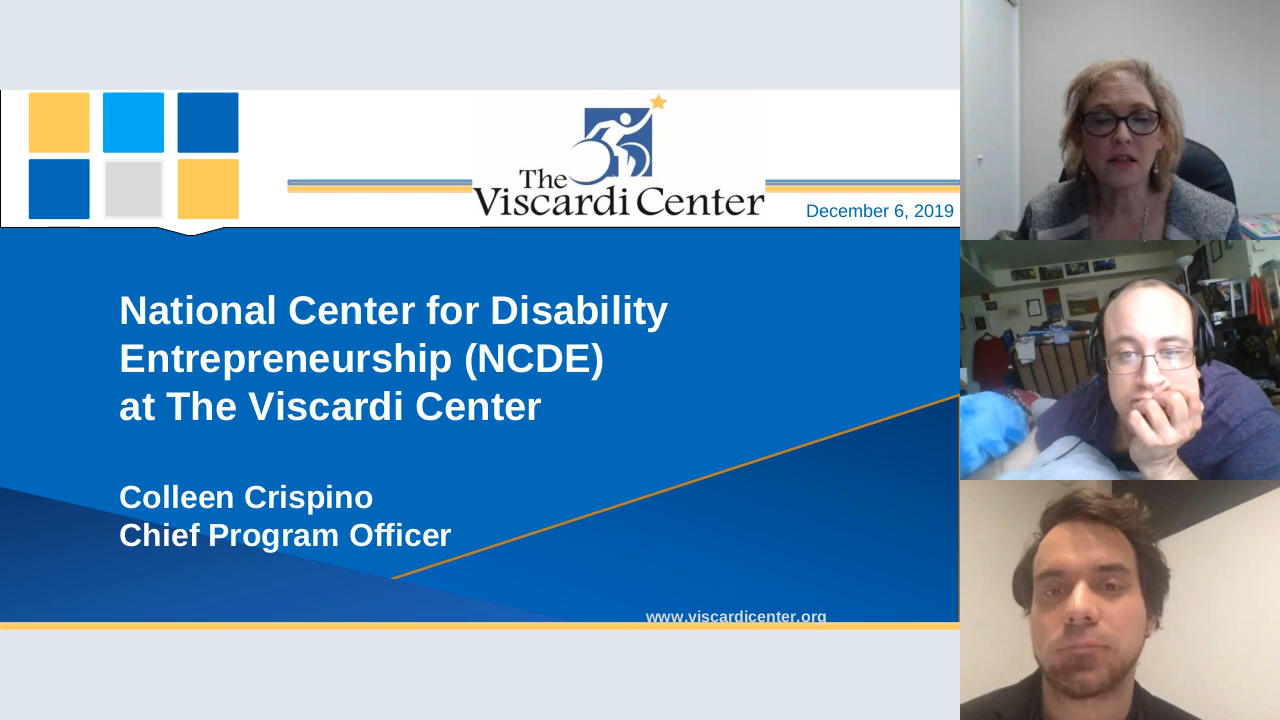 The
Viscardi Center
December 6, 2019
National Center for Disability
Entrepreneurship (NCDE)
at The Viscardi Center
Colleen Crispino
Chief Program Officer
www.viscardicenter.org